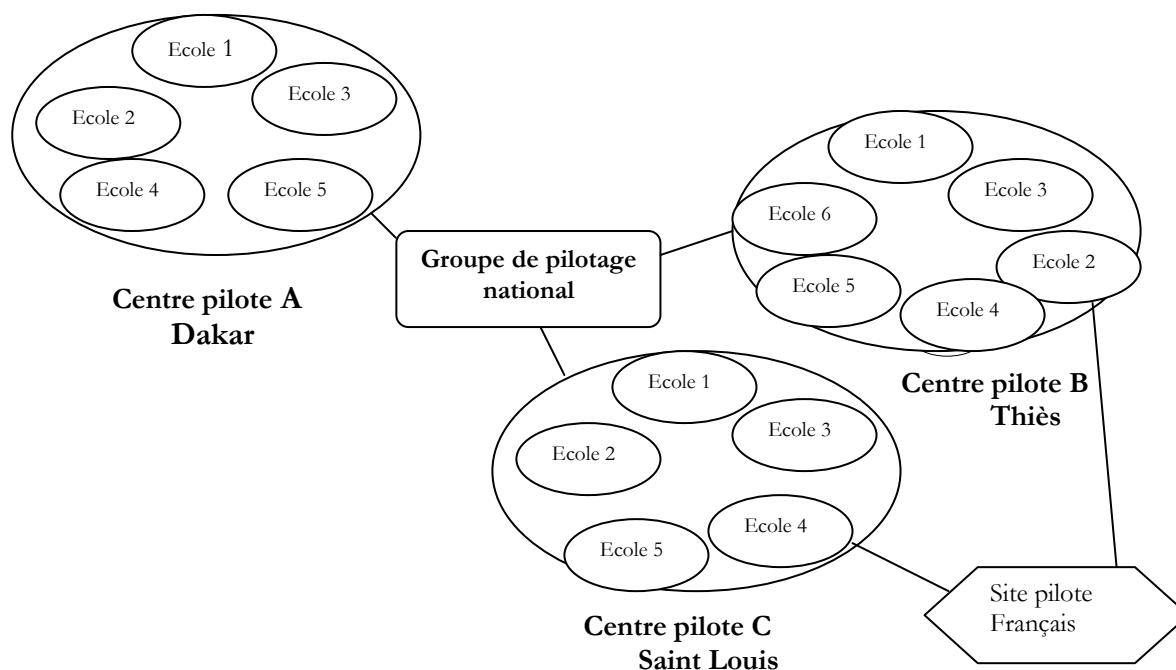 Ecole 1
Ecole 3
Ecole 2
Ecole 4
Ecole 5
Centre pilote A
Dakar
Groupe de pilotage
national
Ecole 1
Ecole 3
Ecole 6
Ecole 2
Ecole 5
Ecole 4
Centre pilote B
Thiès
Ecole 1
Ecole 3
Ecole 2
Ecole 4
Ecole 5
Centre pilote C
Saint Louis
Site pilote
Français